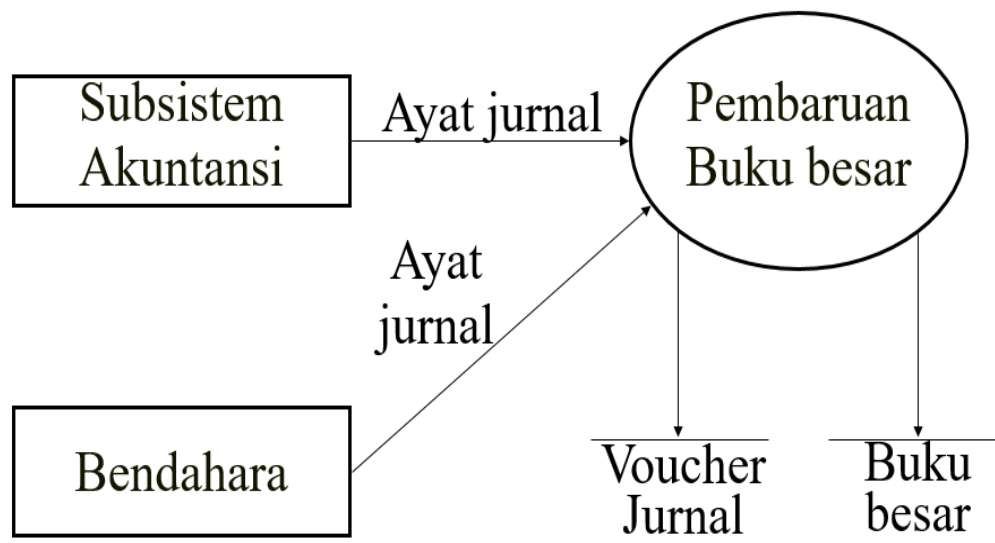 Subsistem
Akuntansi
Ayat jurnal
Pembaruan
Buku besar
Ayat
jurnal
Bendahara
Voucher
Jurnal
Buku
besar